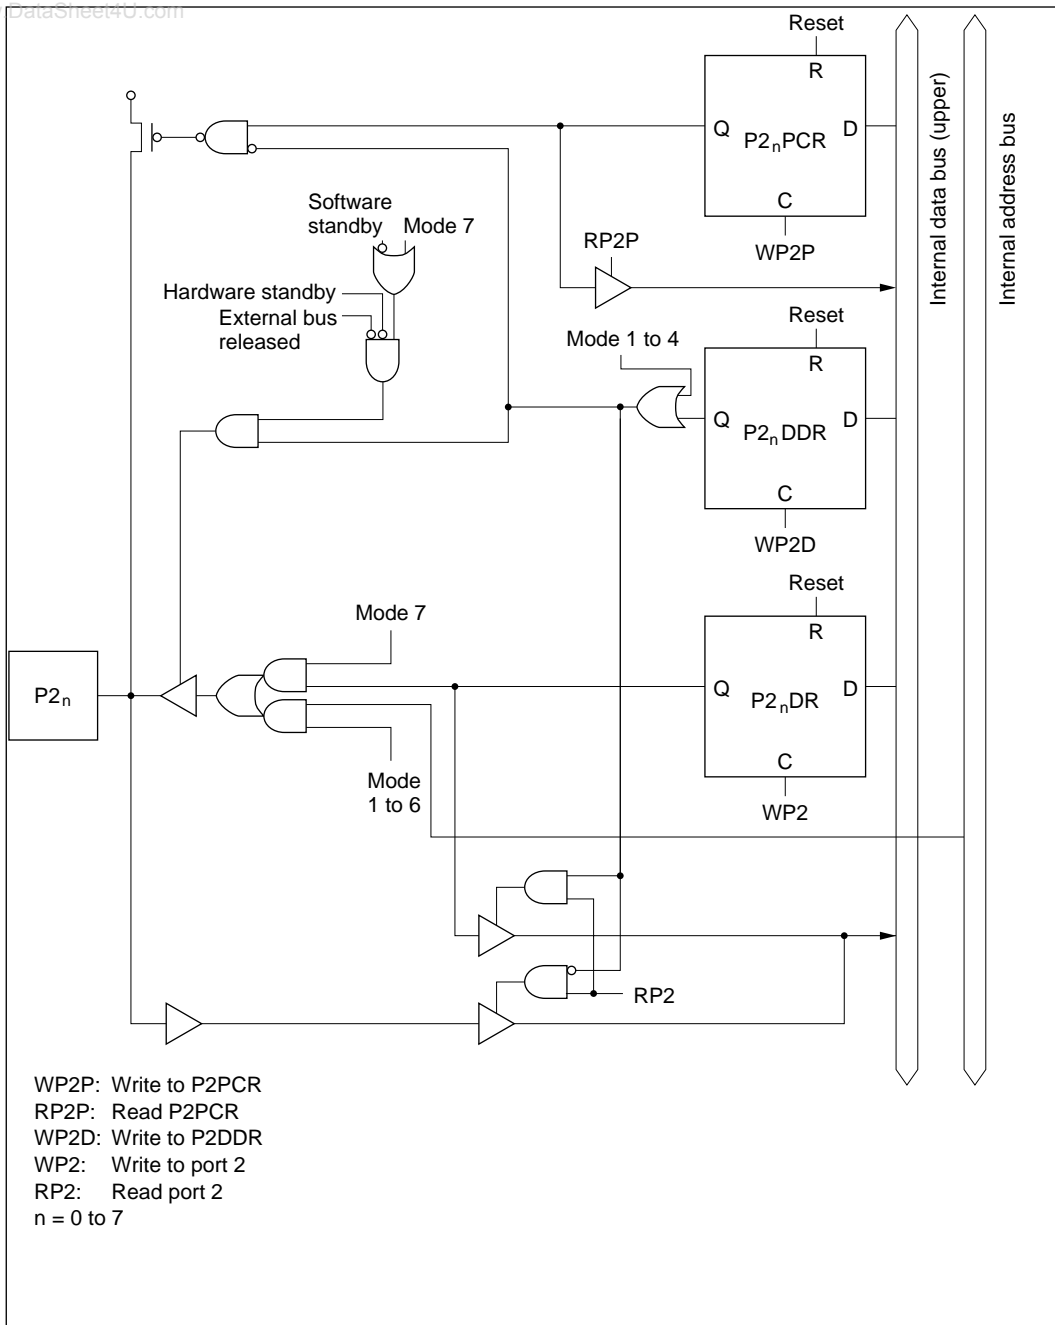 DataSheet4U.com
Reset
R
Q
P2nPCR
D
C
WP2P
Internal data bus (upper)
Internal address bus
Software
standby
Mode 7
RP2P
Hardware standby
External bus
released
Reset
Mode 1 to 4
R
Q
P2nDDR
D
C
WP2D
Reset
Mode 7
R
P2n
Q
P2nDR
D
C
Mode
1 to 6
WP2
RP2
WP2P: Write to P2PCR
RP2P: Read P2PCR
WP2D: Write to P2DDR
WP2: Write to port 2
RP2: Read port 2
n = 0 to 7